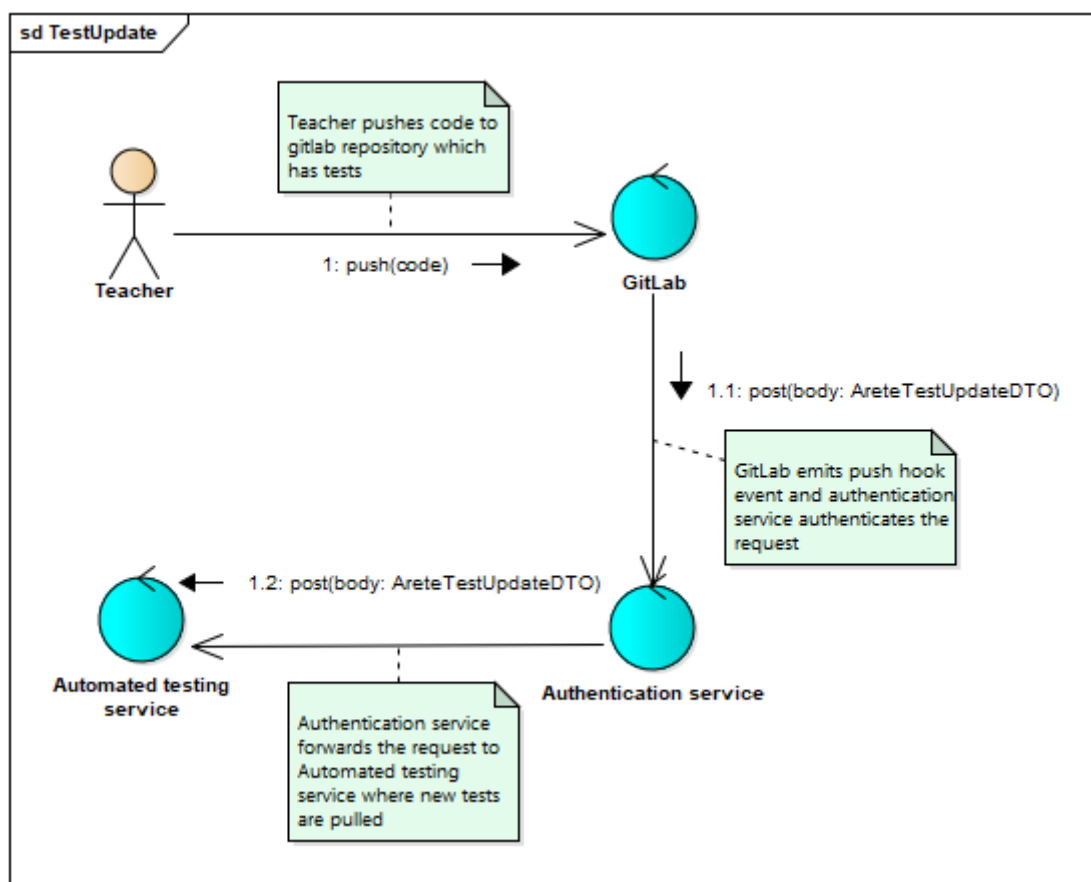 sd TestUpdate
Teacher pushes code to
gitlab repository which
has tests
1: push(code)
Teacher
GitLab
1.1: post(body: AreteTestUpdateDTO)
GitLab emits push hook
event and authentication
service authenticates the
request
1.2: post(body: AreteTestUpdateDTO)
Automated testing
service
Authentication service
Authentication service
forwards the request to
Automated testing
service where new tests
are pulled